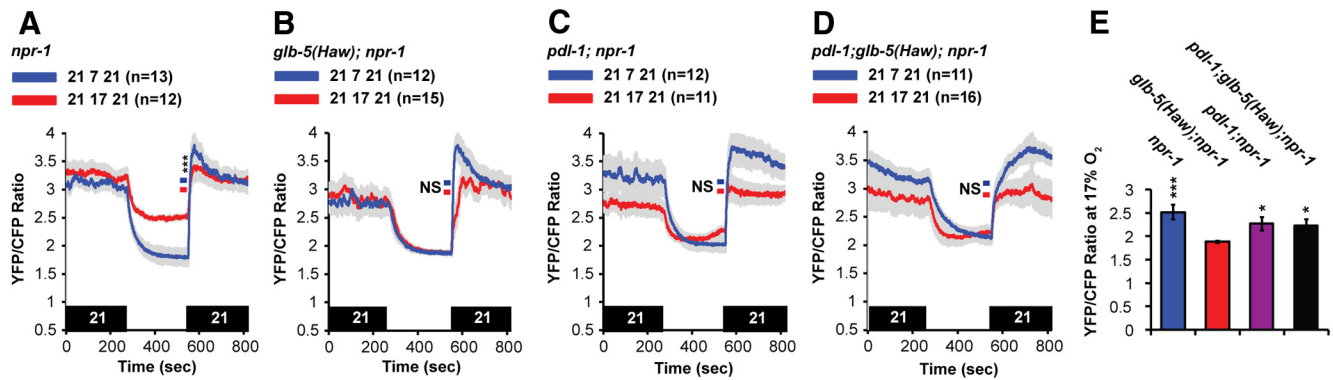 A
npr-1
21 7 21 (n=13)
21 17 21 (n=12)
YFP/CFP Ratio
4
3.5
3
2.5
2
1.5
1
0.5
***
21
21
0 200 400 600 800
Time (sec)
B
glb-5(Haw); npr-1
21 7 21 (n=12)
21 17 21 (n=15)
YFP/CFP Ratio
4
3.5
3
2.5
2
1.5
1
0.5
NS
21
21
0 200 400 600 800
Time (sec)
C
pdl-1; npr-1
21 7 21 (n=12)
21 17 21 (n=11)
YFP/CFP Ratio
4
3.5
3
2.5
2
1.5
1
0.5
NS
21
21
0 200 400 600 800
Time (sec)
D
pdl-1;glb-5(Haw); npr-1
21 7 21 (n=11)
21 17 21 (n=16)
YFP/CFP Ratio
4
3.5
3
2.5
2
1.5
1
0.5
NS
21
21
0 200 400 600 800
Time (sec)
E
npr-1
glb-5(Haw);npr-1
pdl-1;npr-1
pdl-1;glb-5(Haw);npr-1
YFP/CFP Ratio at 17% O2
3
2.5
2
1.5
1
0.5
0
***
*
*